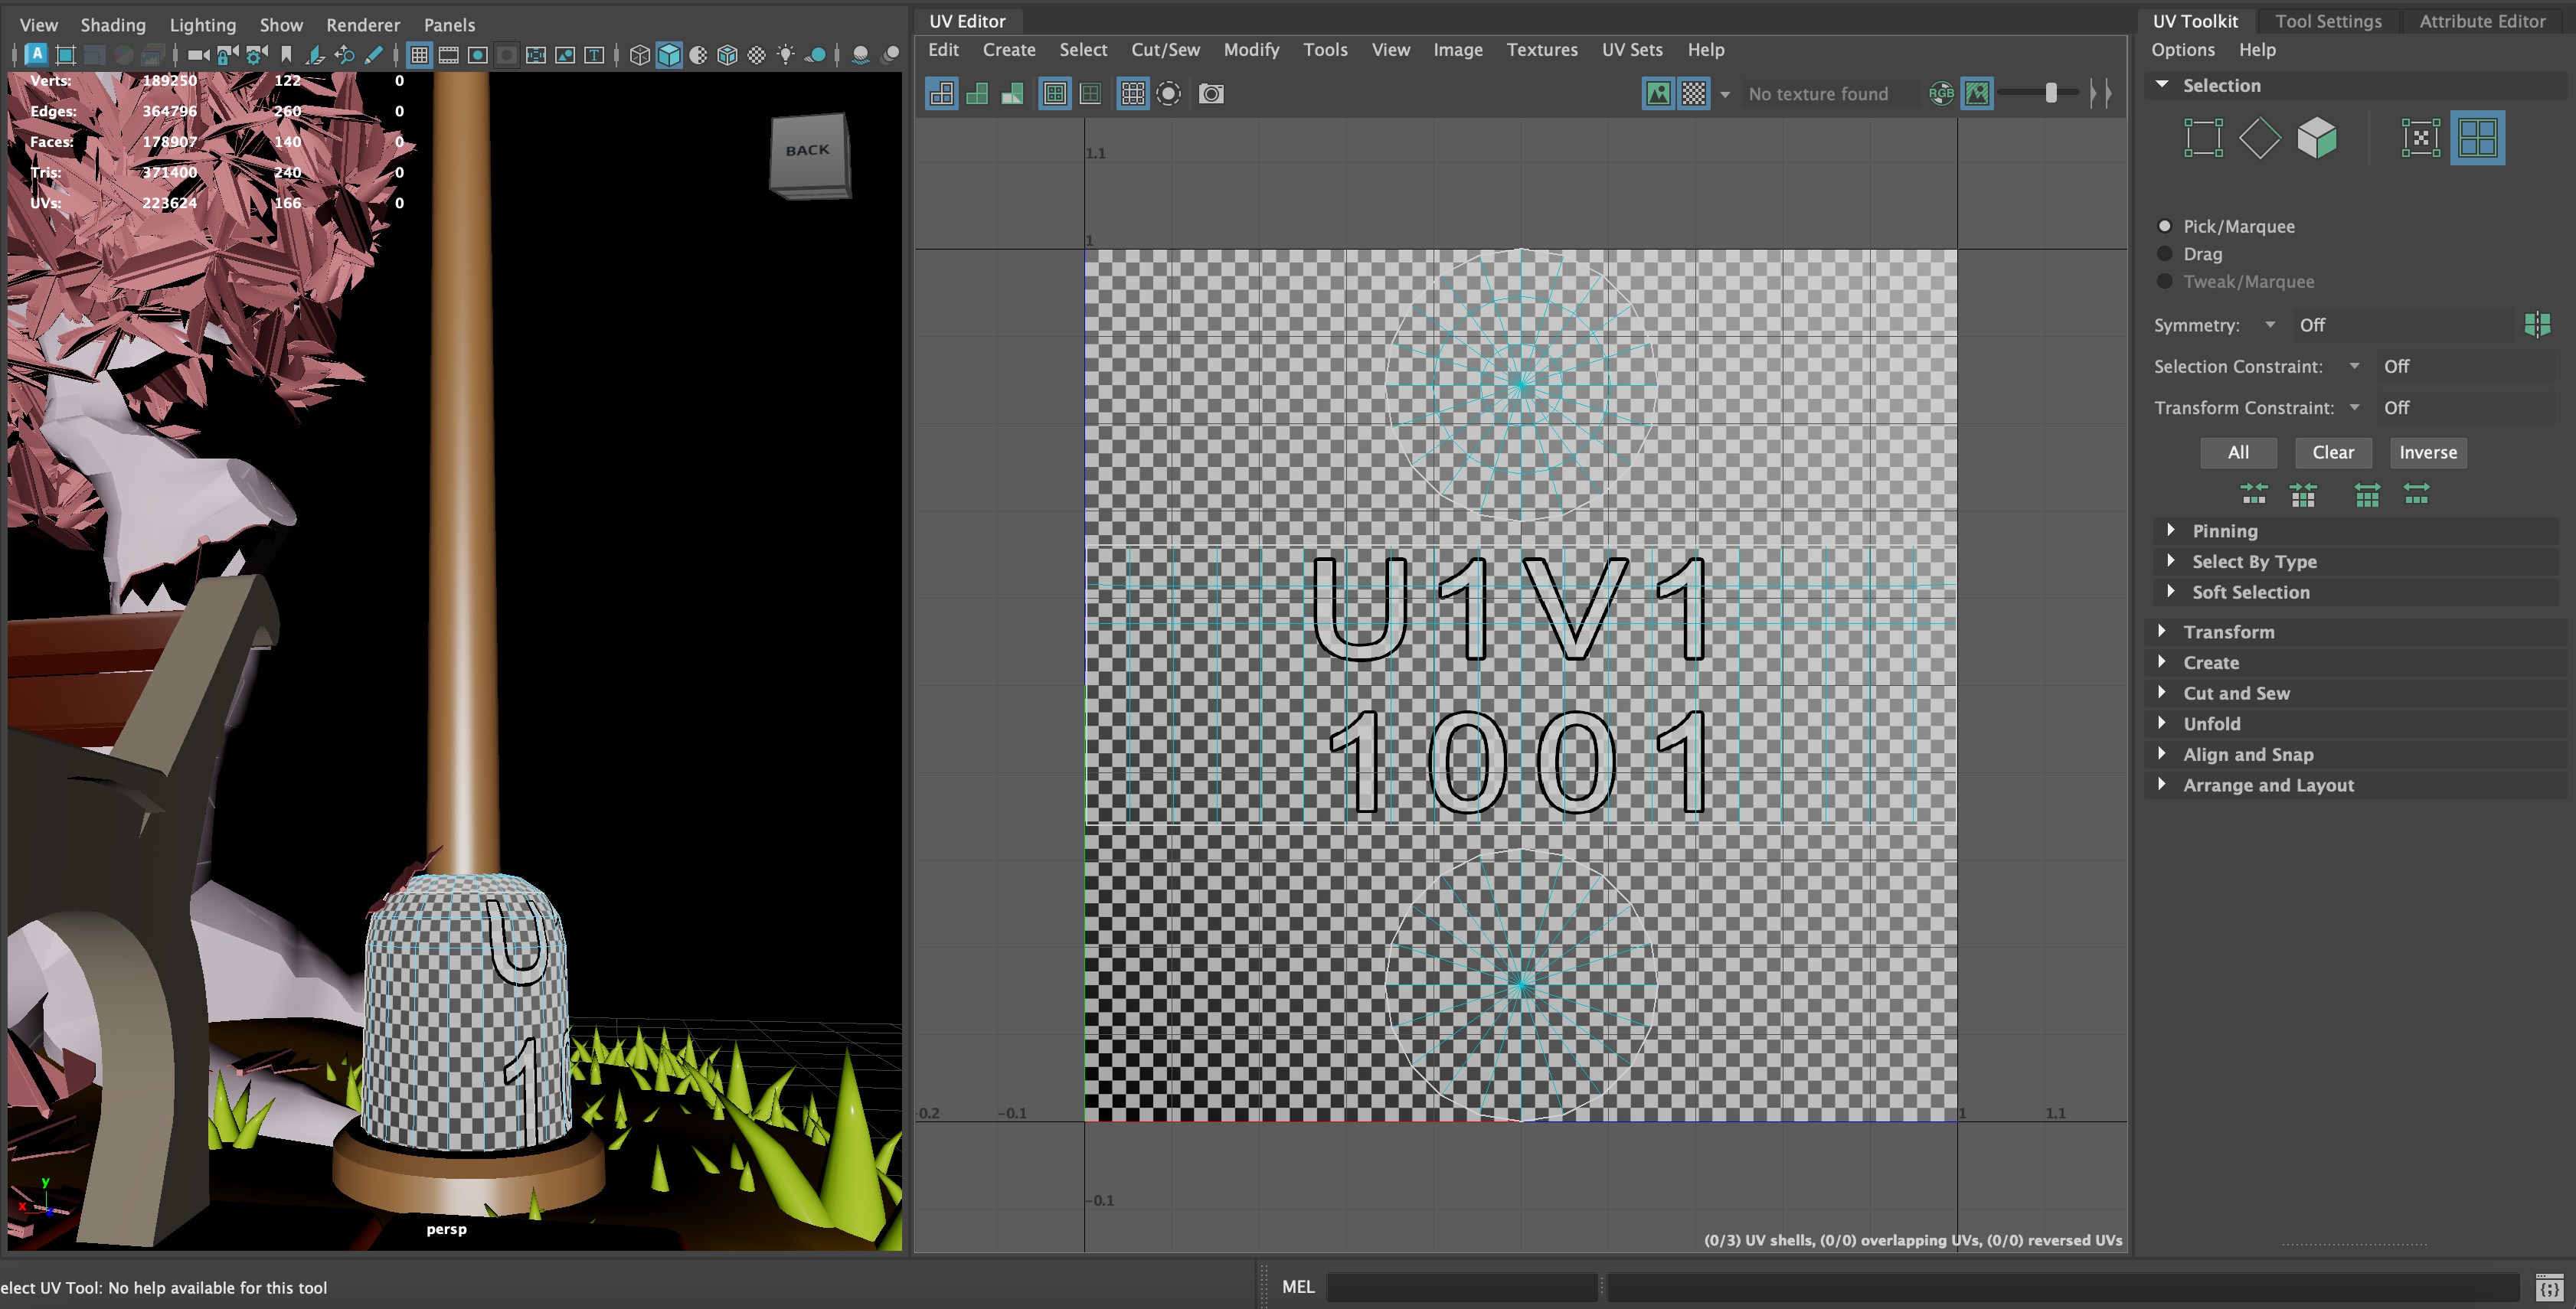 View Shading Lighting Show Renderer Panels
A T
Verts: 189250 122 0
Edges: 364796 260 0
Faces: 178907 140 0
Tris: 371400 240 0
UVs: 223624 166 0
BACK
U
1
y
x
persp
UV Editor
Edit Create Select Cut/Sew Modify Tools View Image Textures UV Sets Help
No texture found RGB
1.1
1
U1V1
1001
-0.2 -0.1 1 1.1
-0.1
(0/3) UV shells, (0/0) overlapping UVs, (0/0) reversed UVs
UV Toolkit Tool Settings Attribute Editor
Options Help
Selection
Pick/Marquee
Drag
Tweak/Marquee
Symmetry: Off
Selection Constraint: Off
Transform Constraint: Off
All Clear Inverse
Pinning
Select By Type
Soft Selection
Transform
Create
Cut and Sew
Unfold
Align and Snap
Arrange and Layout
elect UV Tool: No help available for this tool
MEL
{;}